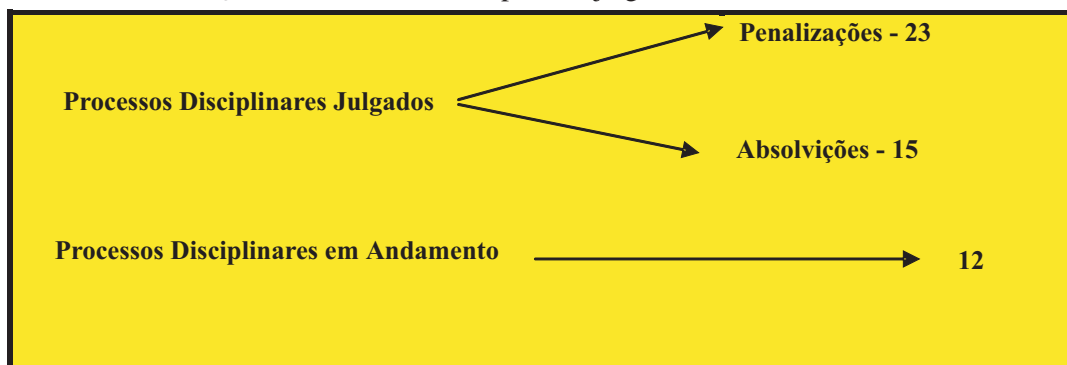 Penalizações - 23
Processos Disciplinares Julgados
Absolvições - 15
Processos Disciplinares em Andamento
12